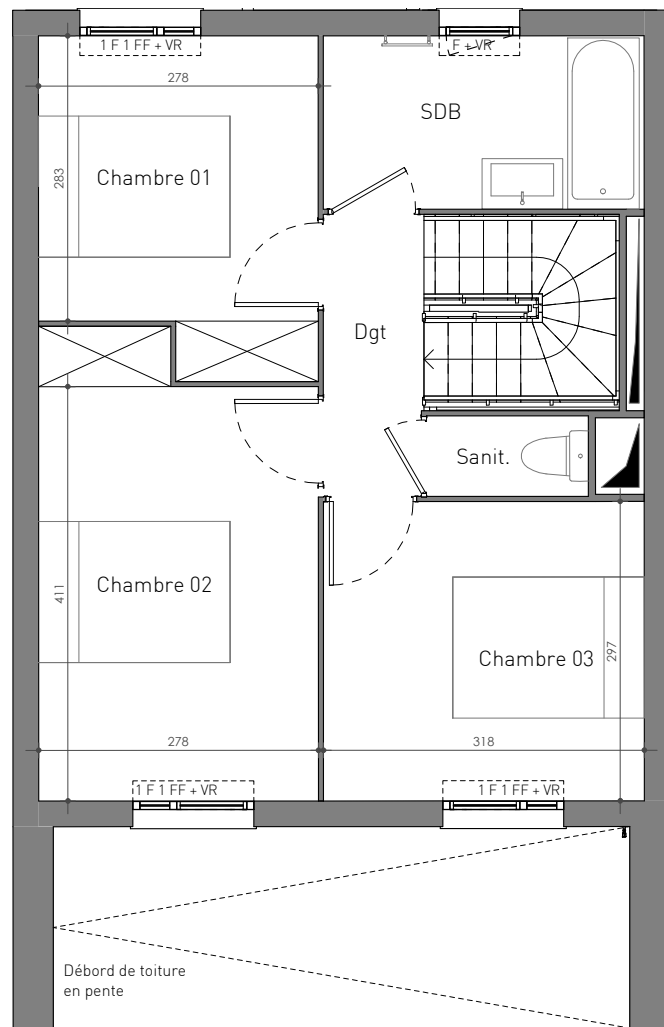 1 F 1 FF + VR
F + VR
278
SDB
283
Chambre 01
Dgt
Sanit.
411
Chambre 02
Chambre 03
297
278
318
1 F 1 FF + VR
1 F 1 FF + VR
Débord de toiture
en pente